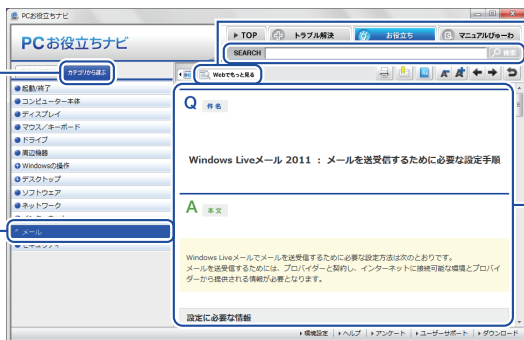 PCお役立ちナビ
PCお役立ちナビ
TOP
トラブル解決
お役立ち
マニュアルびゅーわ
SEARCH
検索
カテゴリから選ぶ
Webでもっと見る
起動/終了
コンピューター本体
ディスプレイ
マウス/キーボード
ドライブ
周辺機器
Windowsの操作
デスクトップ
ソフトウェア
ネットワーク
メール
セキュリティ
Q 件名
Windows Liveメール 2011 : メールを送受信するために必要な設定手順
A 本文
Windows Liveメールでメールを送受信するために必要な設定方法は次のとおりです。
メールを送受信するためには、プロバイダーと契約し、インターネットに接続可能な環境とプロバイ
ダーから提供される情報が必要となります。
設定に必要な情報
環境設定 ヘルプ アンケート ユーザーサポート ダウンロード